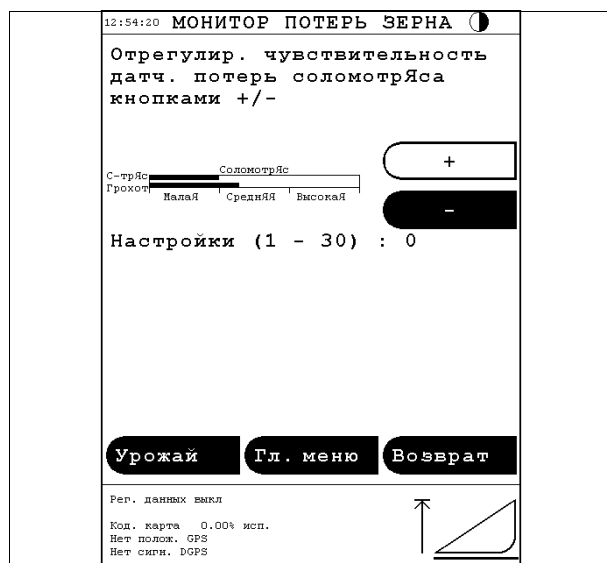 12:54:20 МОНИТОР ПОТЕРЬ ЗЕРНА
Отрегулир. чувствительность
датч. потерь соломотрЯса
кнопками +/-
+
СоломотрЯс
С-трЯс
Грохот
МалаЯ СреднЯЯ ВысокаЯ
-
Настройки (1 - 30) : 0
Урожай Гл. меню Возврат
Рег. данных выкл
Код. карта 0.00% исп.
Нет полож. GPS
Нет сигн. DGPS